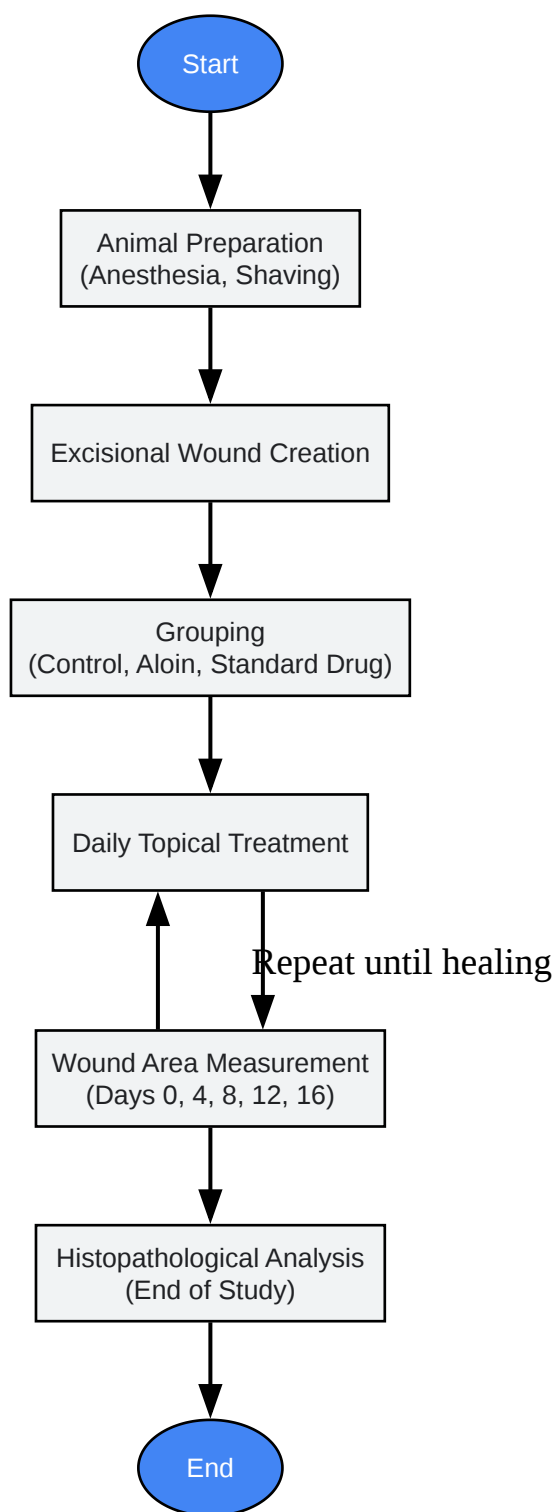 Start
Animal Preparation
(Anesthesia, Shaving)
Excisional Wound Creation
Grouping
(Control, Aloin, Standard Drug)
Daily Topical Treatment
Repeat until healing
Wound Area Measurement
(Days 0, 4, 8, 12, 16)
Histopathological Analysis
(End of Study)
End